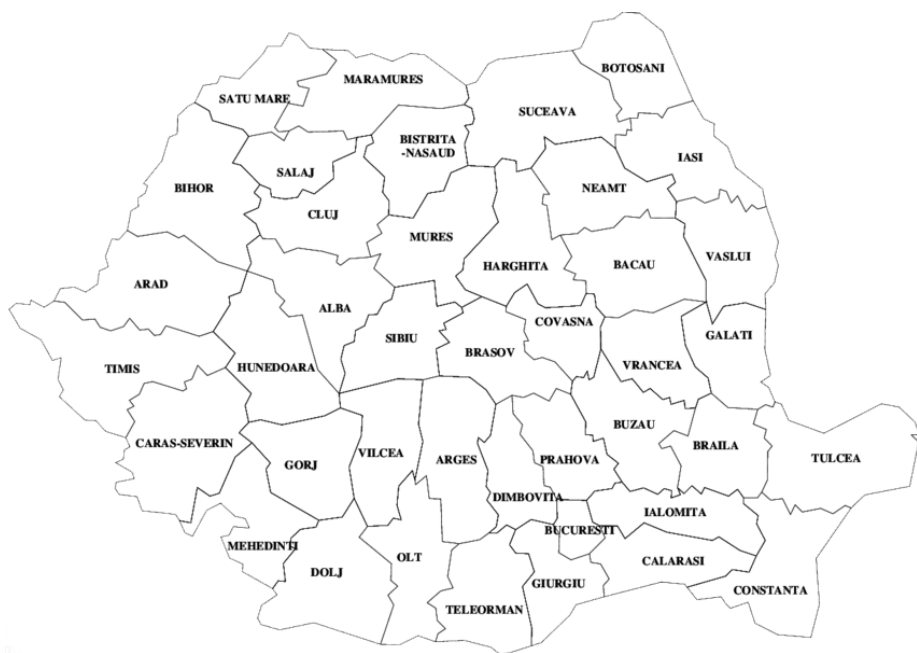 BOTOSANI
MARAMURES
SATU MARE
SUCEAVA
BISTRITA
-NASAUD
IASI
SALAJ
BIHOR
NEAMT
CLUJ
MURES
VASLUI
HARGHITA
BACAU
ARAD
ALBA
COVASNA
SIBIU
GALATI
BRASOV
TIMIS
HUNEDOARA
VRANCEA
BUZAU
CARAS-SEVERIN
BRAILA
VILCEA
ARGES
PRAHOVA
TULCEA
GORJ
DIMBOVITA
IALOMITA
BUCURESTI
MEHEDINTI
OLT
CALARASI
DOLJ
GIURGIU
CONSTANTA
TELEORMAN